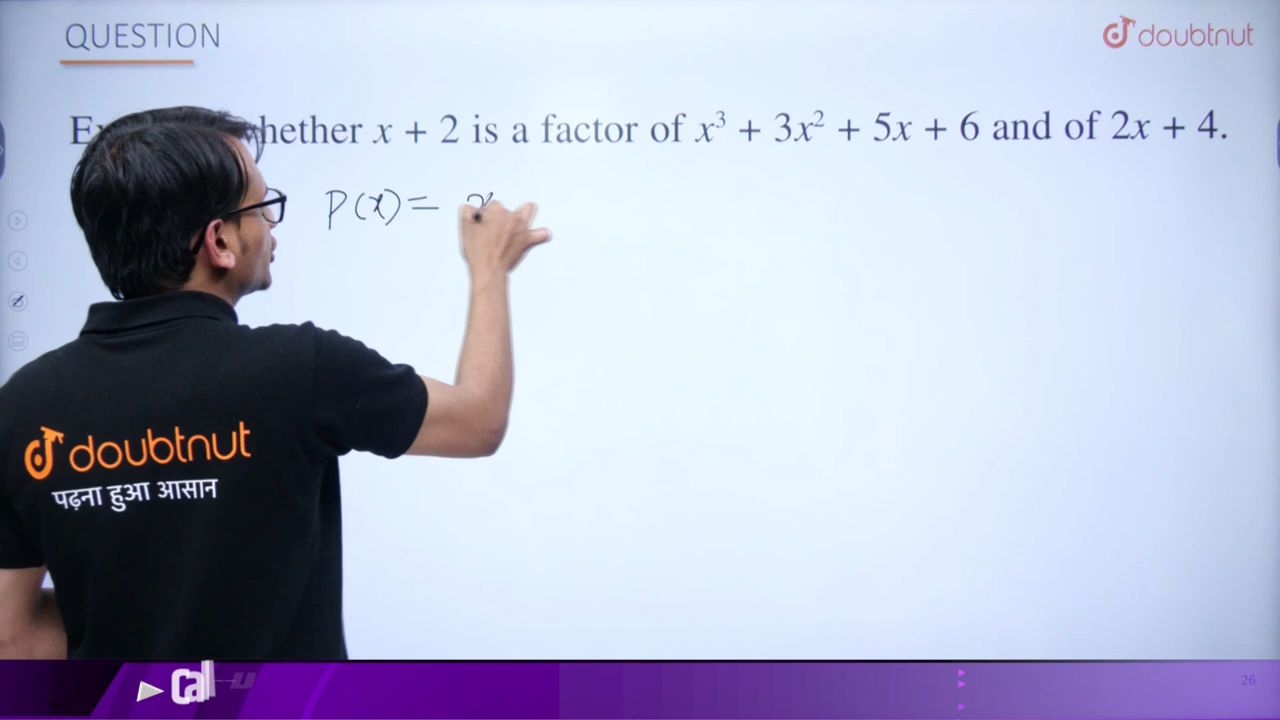 QUESTION
doubtnut
hether x + 2 is a factor of x³ + 3x² + 5x + 6 and of 2x + 4.
P(x) = x
doubtnut
पढ़ना हुआ आसान
Cal
26